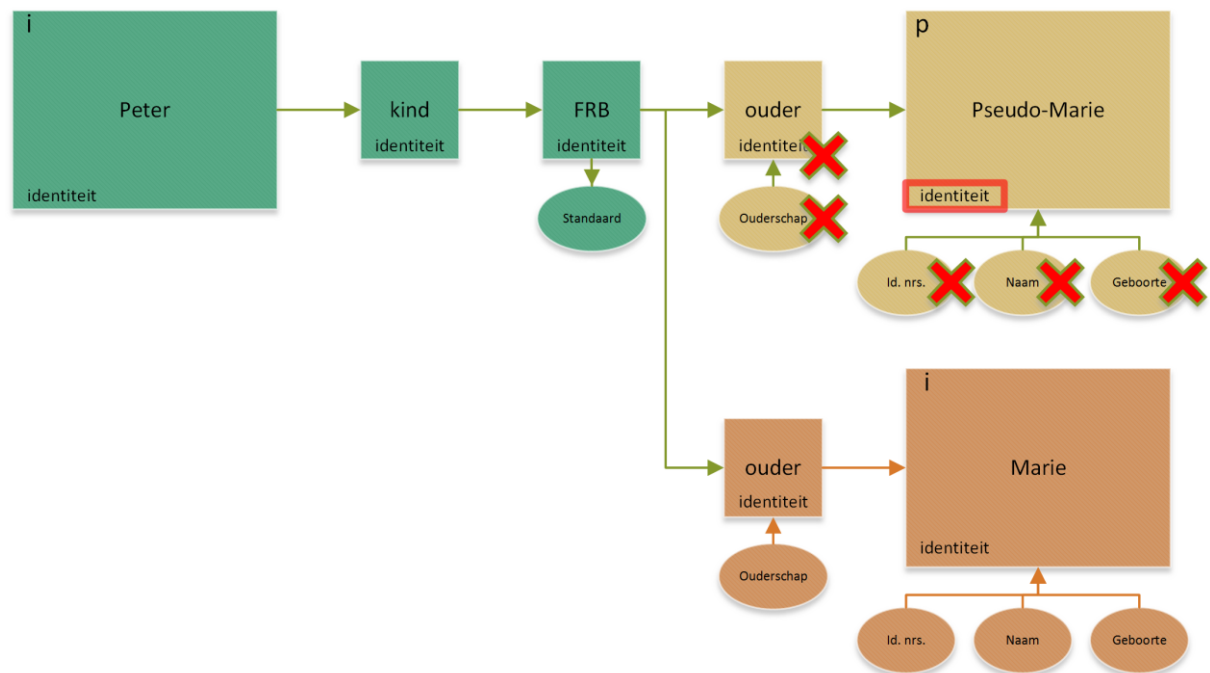 i
Peter
identiteit
kind
identiteit
FRB
identiteit
Standaard
ouder
identiteit
Ouderschap
p
Pseudo-Marie
identiteit
Id. nrs.
Naam
Geboorte
ouder
identiteit
Ouderschap
i
Marie
identiteit
Id. nrs.
Naam
Geboorte